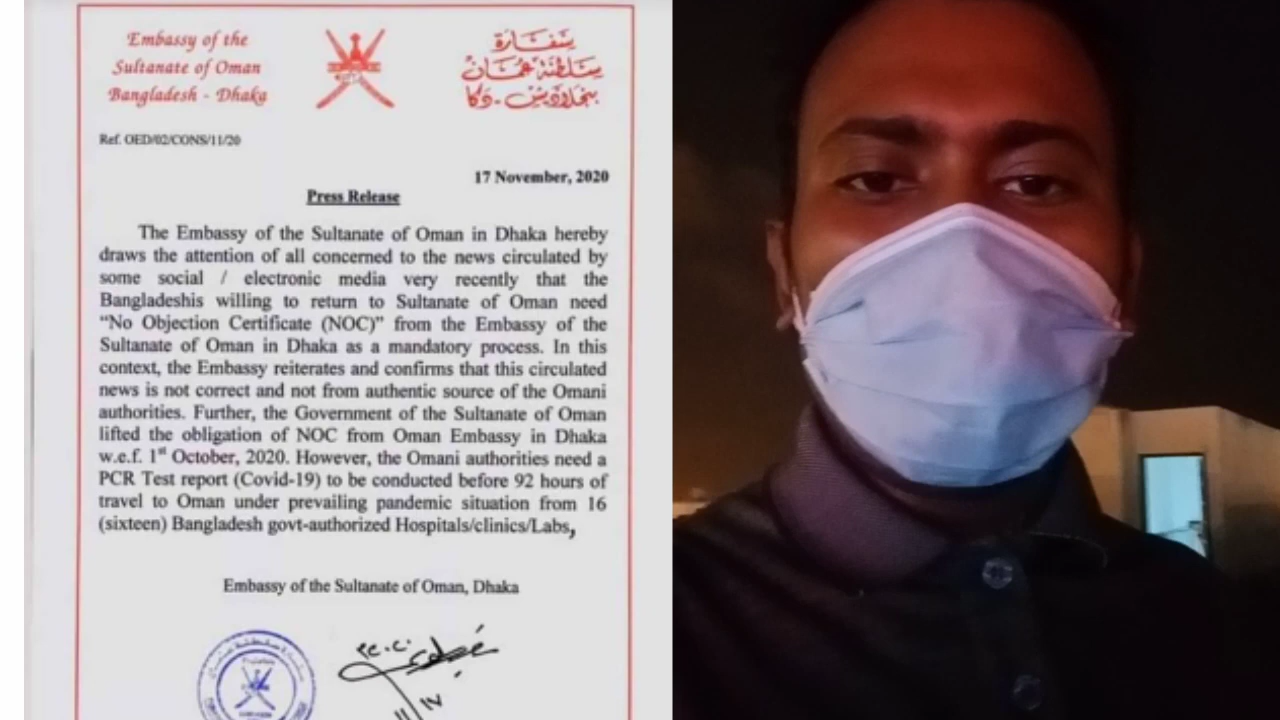 Embassy of the
Sultanate of Oman
Bangladesh - Dhaka
سفارة
سلطنة عمان
بنجلاديش - دكا
Ref. OED/02/CONS/11/20
17 November, 2020
Press Release
The Embassy of the Sultanate of Oman in Dhaka hereby
draws the attention of all concerned to the news circulated by
some social / electronic media very recently that the
Bangladeshis willing to return to Sultanate of Oman need
“No Objection Certificate (NOC)” from the Embassy of the
Sultanate of Oman in Dhaka as a mandatory process. In this
context, the Embassy reiterates and confirms that this circulated
news is not correct and not from authentic source of the Omani
authorities. Further, the Government of the Sultanate of Oman
lifted the obligation of NOC from Oman Embassy in Dhaka
w.e.f. 1st October, 2020. However, the Omani authorities need a
PCR Test report (Covid-19) to be conducted before 92 hours of
travel to Oman under prevailing pandemic situation from 16
(sixteen) Bangladesh govt-authorized Hospitals/clinics/Labs,
Embassy of the Sultanate of Oman, Dhaka